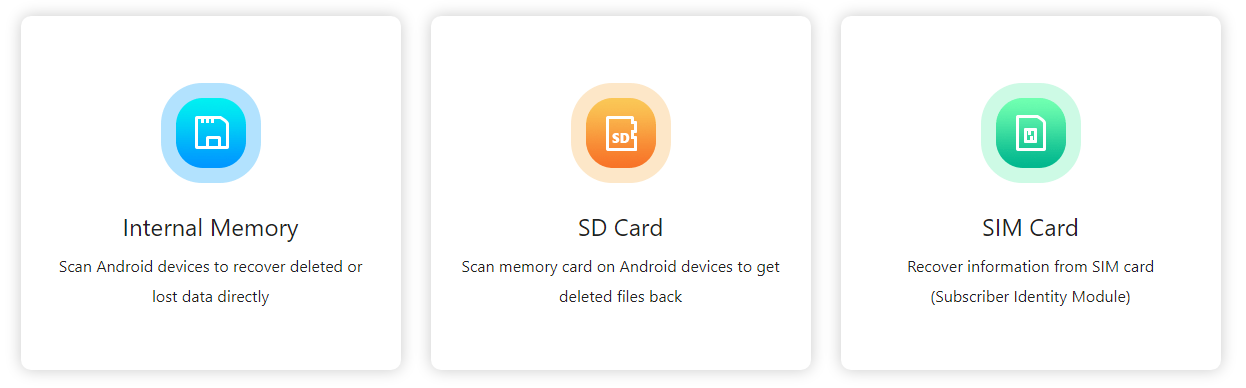 Internal Memory
Scan Android devices to recover deleted or
lost data directly
SD
SD Card
Scan memory card on Android devices to get
deleted files back
SIM Card
Recover information from SIM card
(Subscriber Identity Module)